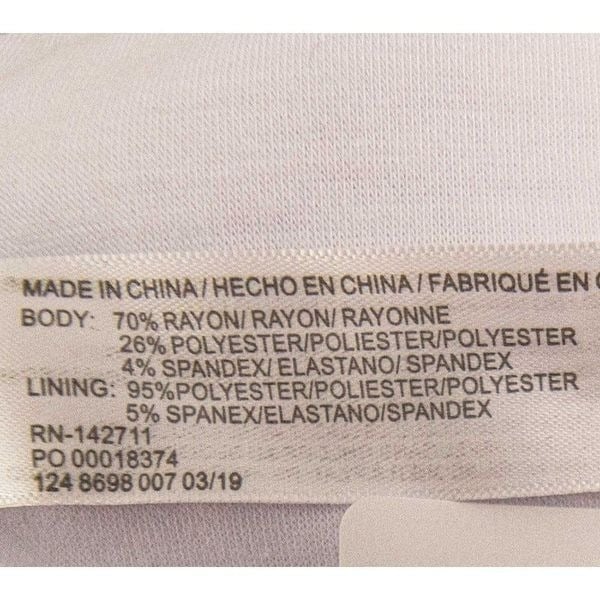 MADE IN CHINA/HECHO EN CHINA/FABRIQUÉ EN
BODY: 70% RAYON/RAYON/RAYONNE
26% POLYESTER/POLIESTER/POLYESTER
4% SPANDEX/ELASTANO/SPANDEX
LINING: 95%POLYESTER/POLIESTER/POLYESTER
5% SPANEX/ELASTANO/SPANDEX
RN-142711
PO 00018374
124 8698 007 03/19